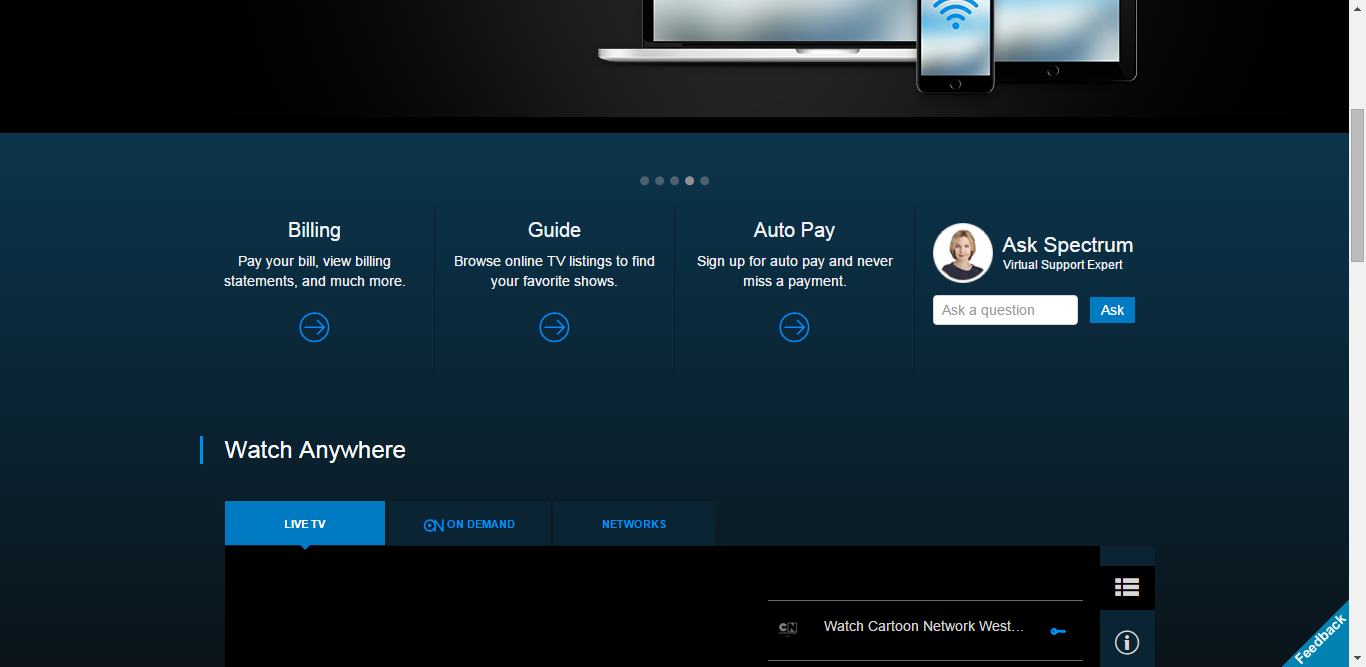 Billing
Pay your bill, view billing
statements, and much more.
Guide
Browse online TV listings to find
your favorite shows.
Auto Pay
Sign up for auto pay and never
miss a payment.
Ask Spectrum
Virtual Support Expert
Ask a question
Ask
Watch Anywhere
LIVE TV
ON ON DEMAND
NETWORKS
CN
Watch Cartoon Network West...
Feedback